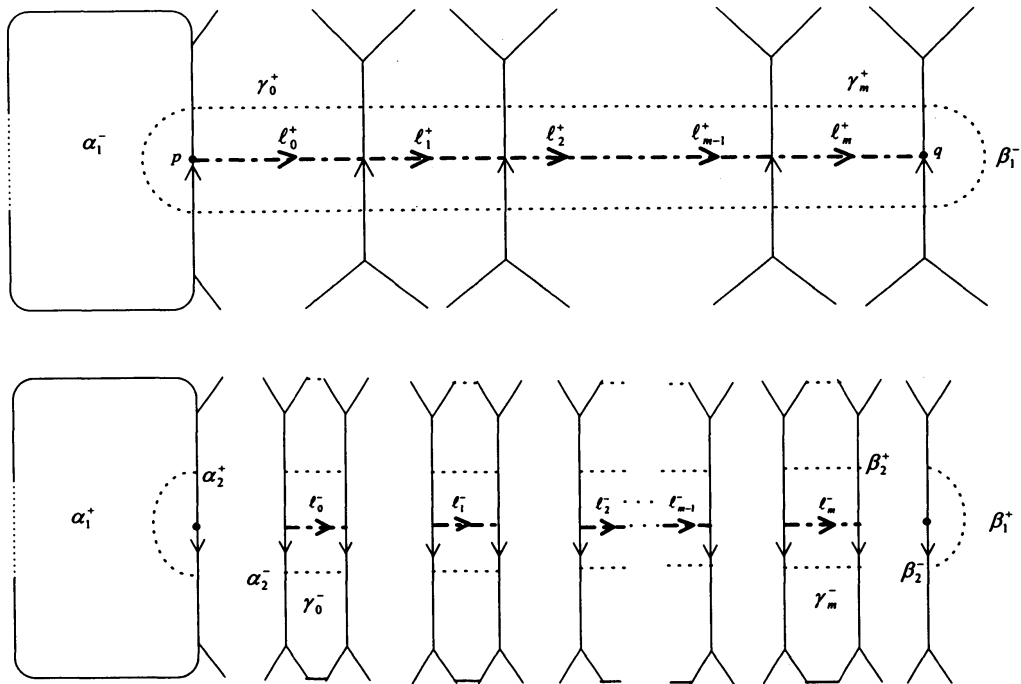 γ₀⁺ γₘ⁺
α₁⁻ p ℓ₀⁺ ℓ₁⁺ ℓ₂⁺ ℓₘ₋₁⁺ ℓₘ⁺ q β₁⁻
α₂⁺ β₂⁺
α₁⁺ ℓ₀⁻ ℓ₁⁻ ℓ₂⁻ ℓₘ₋₁⁻ ℓₘ⁻ β₁⁺
α₂⁻ β₂⁻
γ₀⁻ γₘ⁻